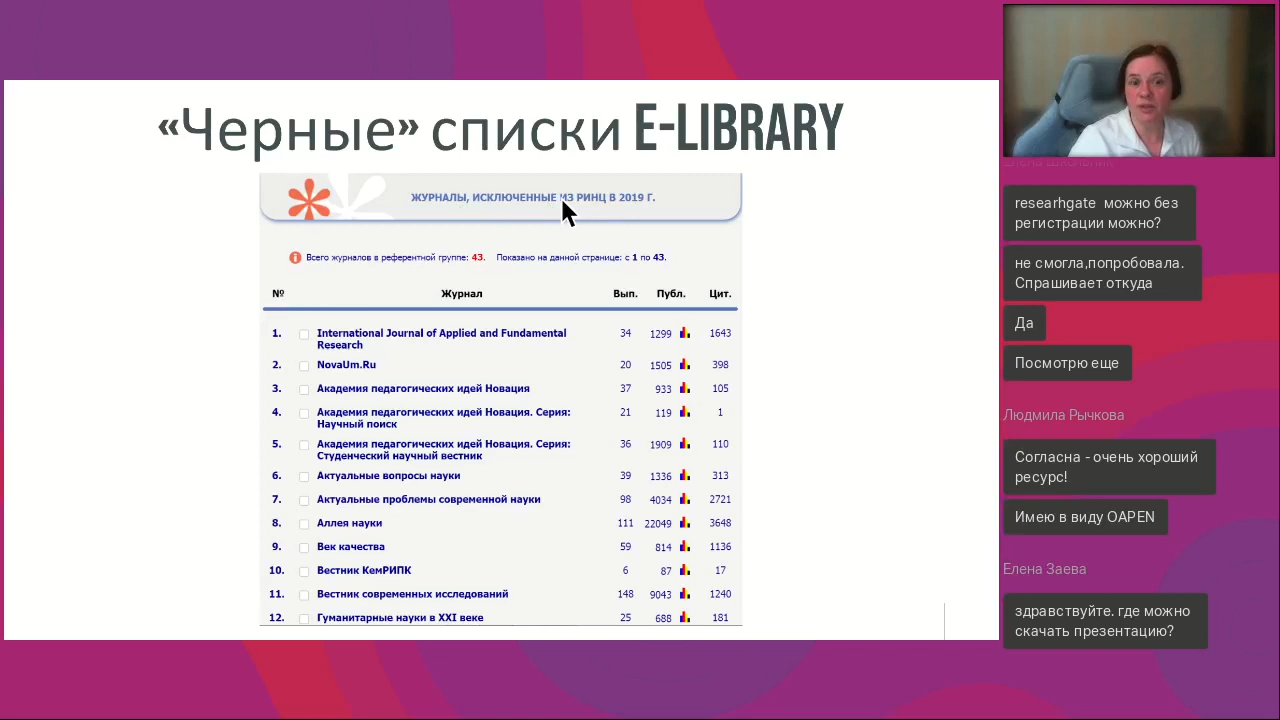 «Черные» списки E-LIBRARY
ЖУРНАЛЫ, ИСКЛЮЧЕННЫЕ ИЗ РИНЦ В 2019 Г.
Всего журналов в референтной группе: 43. Показано на данной странице: с 1 по 43.
№ Журнал Вып. Публ. Цит.
1. International Journal of Applied and Fundamental
Research 34 1299 1643
2. NovaUm.Ru 20 1505 398
3. Академия педагогических идей Новация 37 933 105
4. Академия педагогических идей Новация. Серия:
Научный поиск 21 119 1
5. Академия педагогических идей Новация. Серия:
Студенческий научный вестник 36 1909 110
6. Актуальные вопросы науки 39 1336 313
7. Актуальные проблемы современной науки 98 4034 2721
8. Аллея науки 111 22049 3648
9. Век качества 59 814 1136
10. Вестник КемРИПК 6 87 17
11. Вестник современных исследований 148 9043 1240
12. Гуманитарные науки в XXI веке 25 688 181
researhgate можно без
регистрации можно?
не смогла,попробовала.
Спрашивает откуда
Да
Посмотрю еще
Людмила Рычкова
Согласна - очень хороший
ресурс!
Имею в виду OAPEN
Елена Заева
здравствуйте. где можно
скачать презентацию?